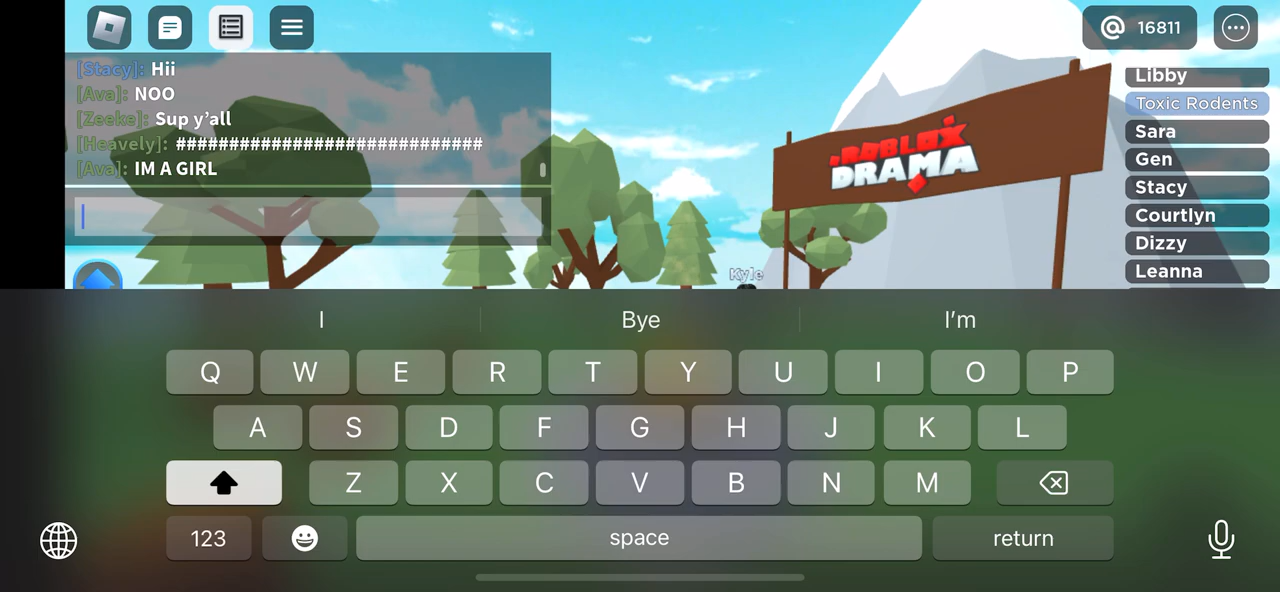 16811
[Stacy]: Hii
[Ava]: NOO
[Zeeke]: Sup y’all
[Heavely]: #############################
[Ava]: IM A GIRL
ROBLOX
DRAMA
Libby
Toxic Rodents
Sara
Gen
Stacy
Courtlyn
Dizzy
Leanna
Kyle
I Bye I’m
Q W E R T Y U I O P
A S D F G H J K L
Z X C V B N M
123 space return